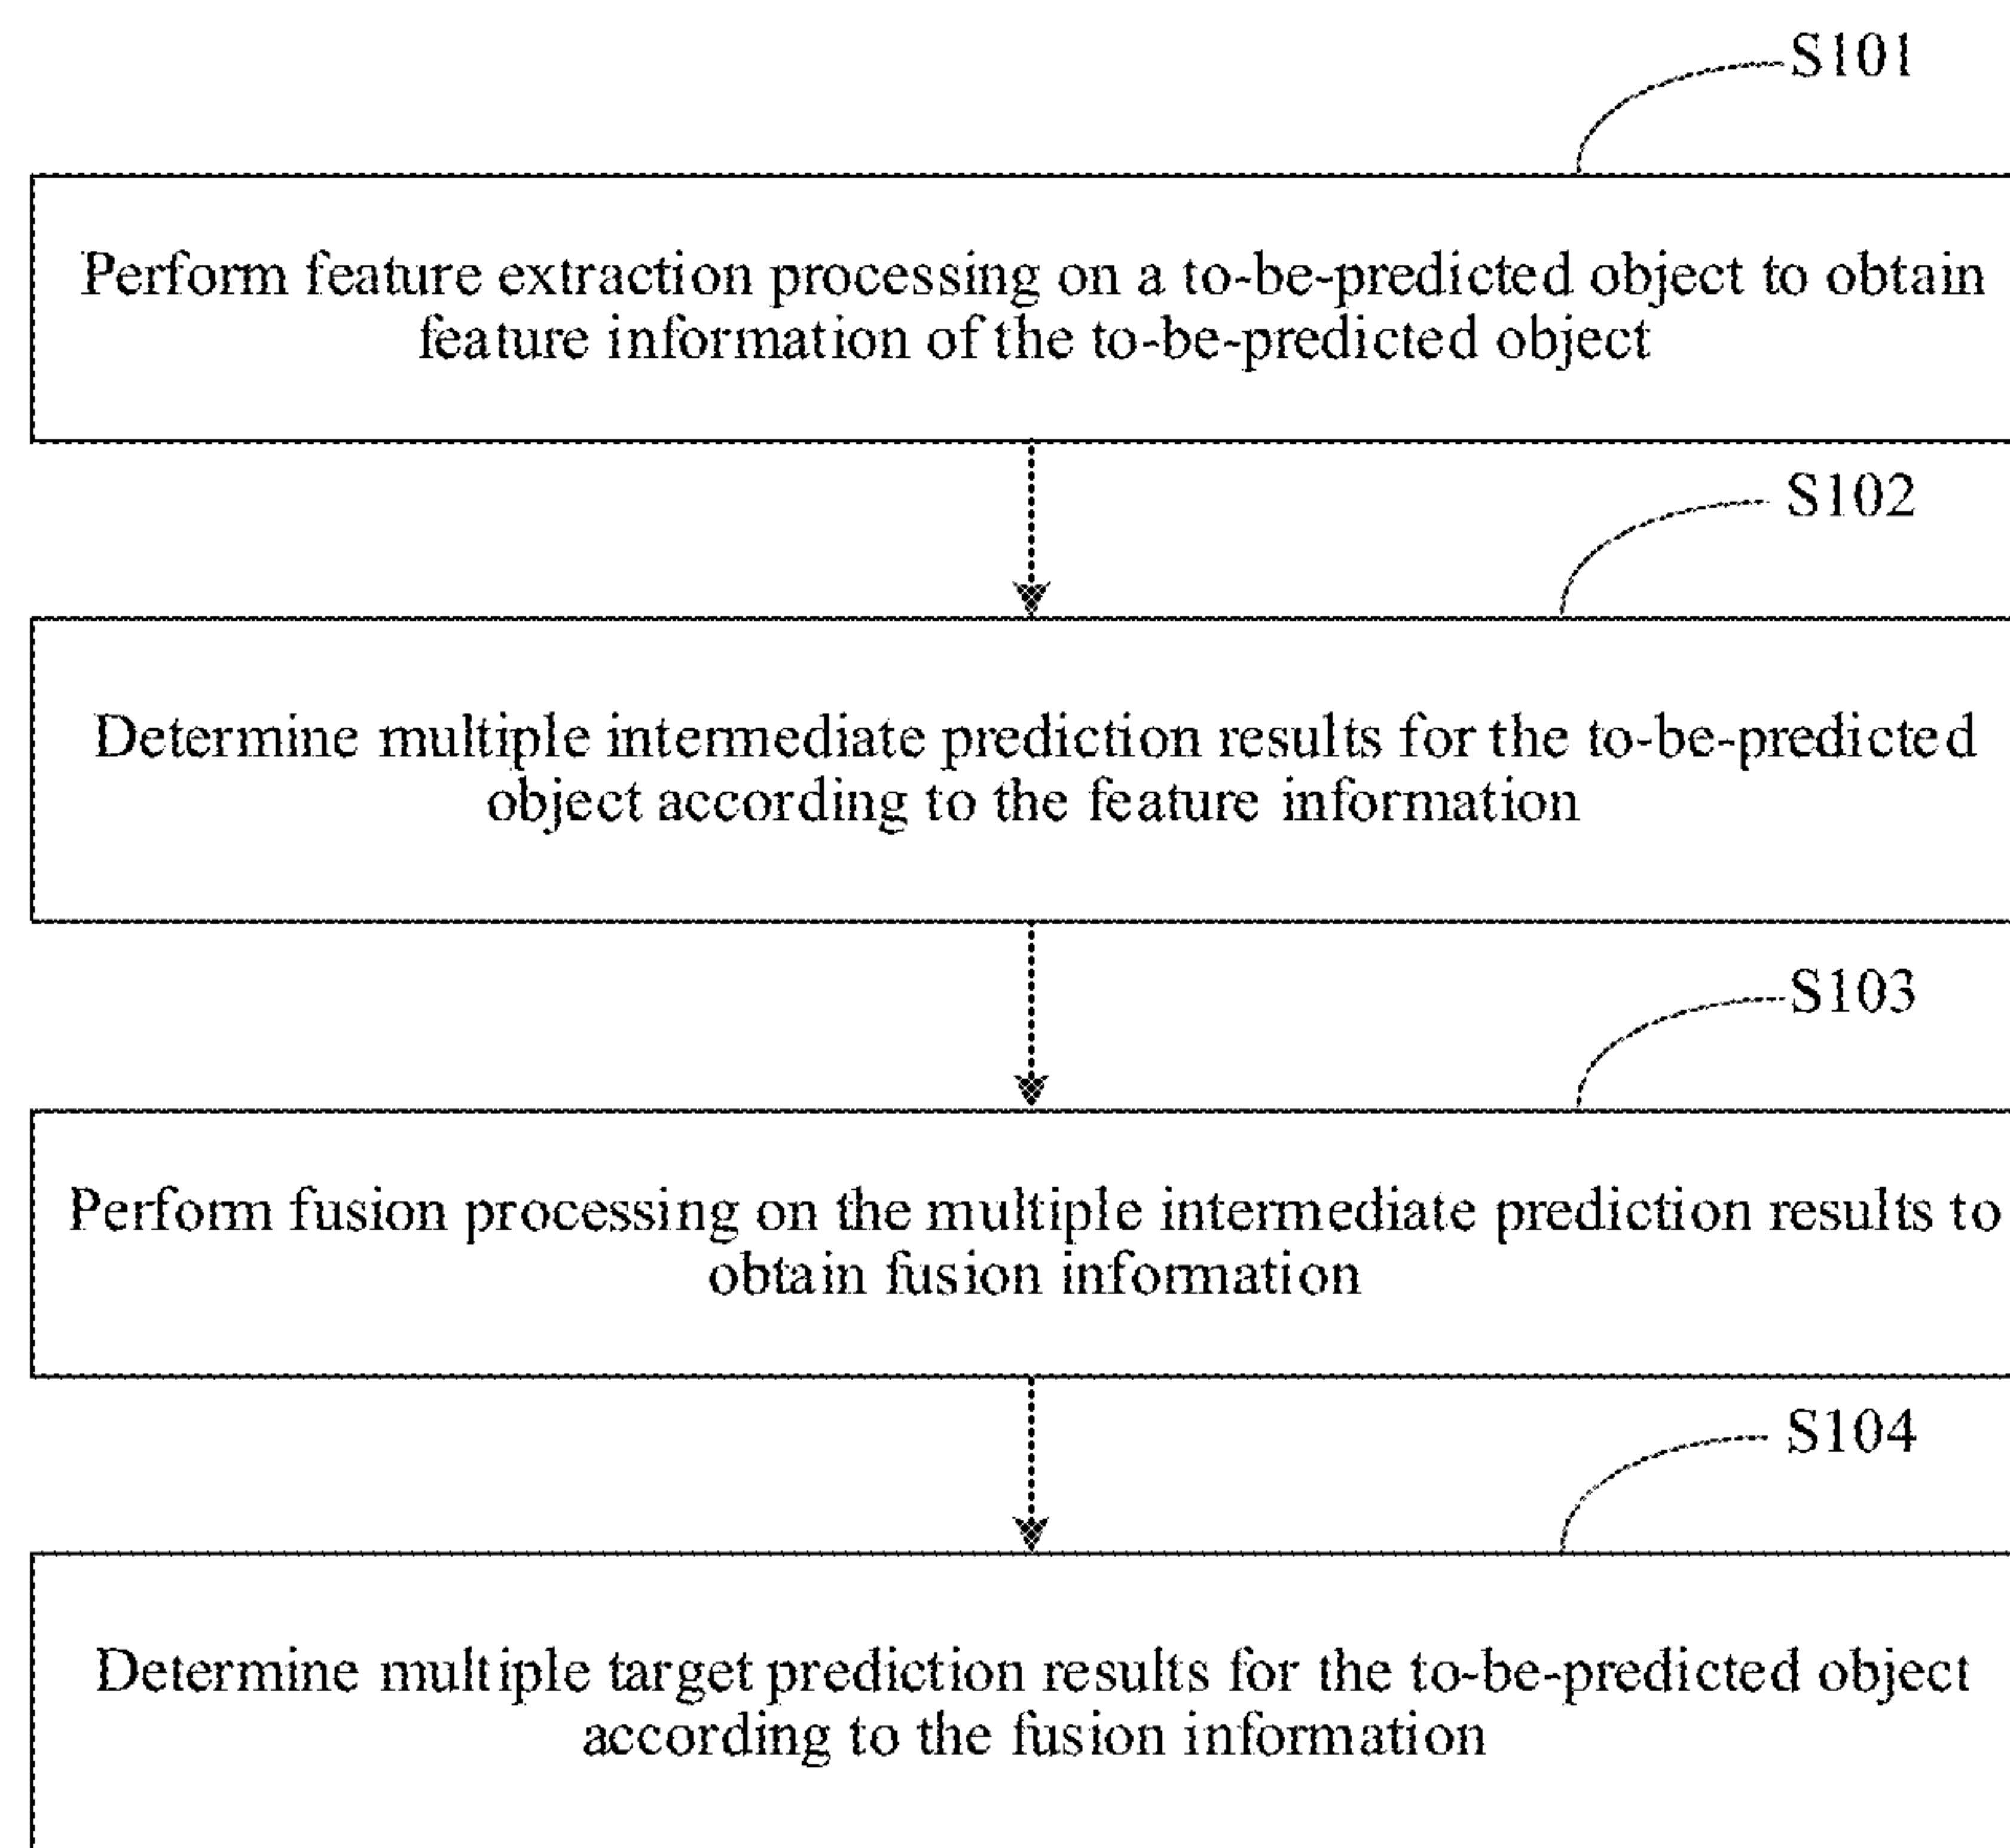 S101
Perform feature extraction processing on a to-be-predicted object to obtain
feature information of the to-be-predicted object
S102
Determine multiple intermediate prediction results for the to-be-predicted
object according to the feature information
S103
Perform fusion processing on the multiple intermediate prediction results to
obtain fusion information
S104
Determine multiple target prediction results for the to-be-predicted object
according to the fusion information